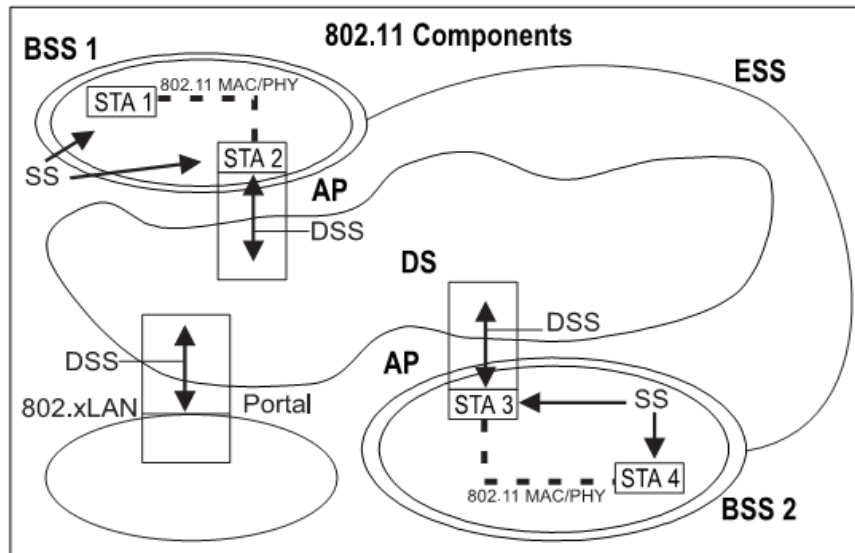 802.11 Components
BSS 1
ESS
802.11 MAC/PHY
STA 1
STA 2
SS
AP
DSS
DS
DSS
DSS
AP
802.xLAN
Portal
STA 3
SS
STA 4
802.11 MAC/PHY
BSS 2